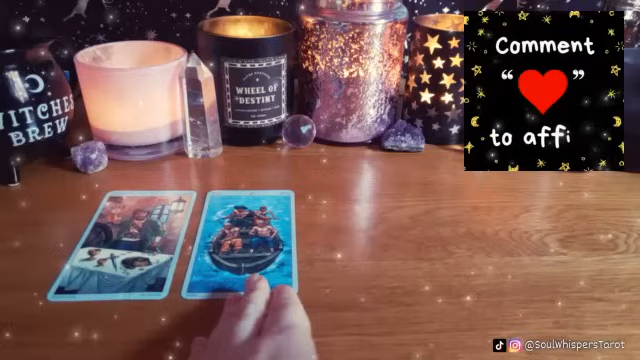 WITCHES
BREW
WHEEL OF
DESTINY
Comment
“❤”
to affi
@SoulWhispersTarot